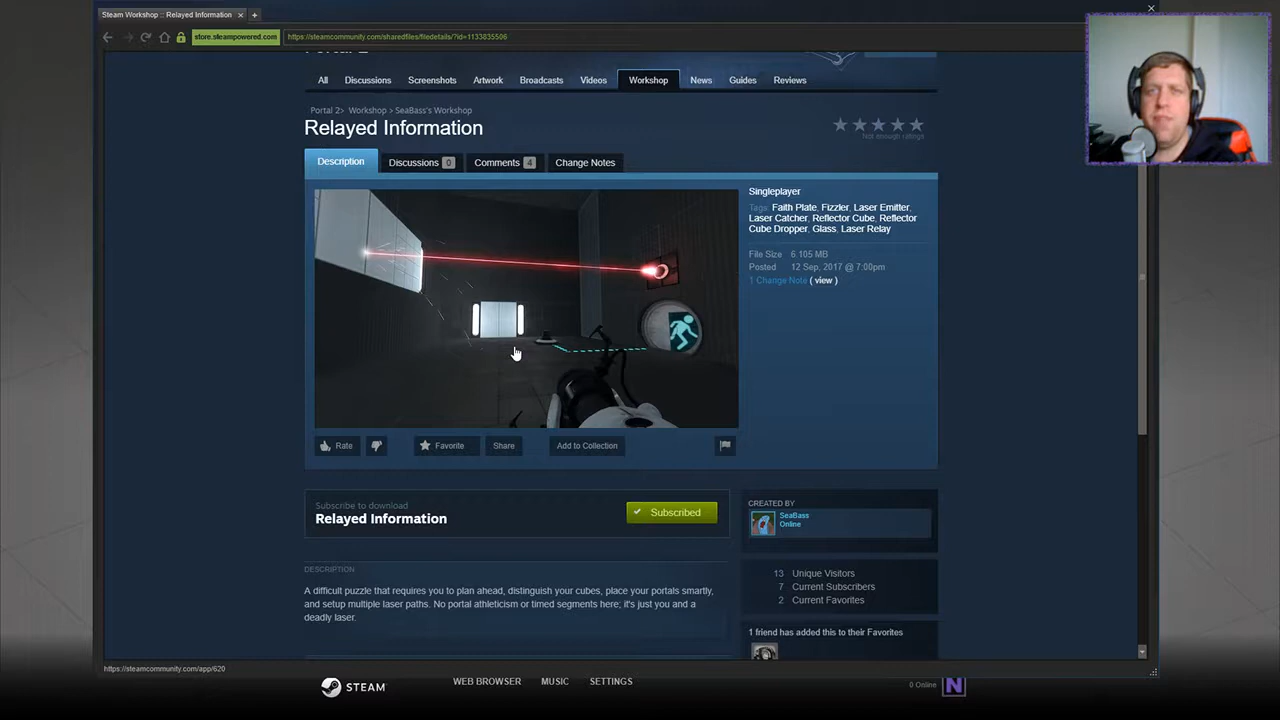 Steam Workshop :: Relayed Information
store.steampowered.com
https://steamcommunity.com/sharedfiles/filedetails/?id=1133835506
All Discussions Screenshots Artwork Broadcasts Videos Workshop News Guides Reviews
Portal 2> Workshop > SeaBass's Workshop
Relayed Information
Not enough ratings
Description Discussions 0 Comments 4 Change Notes
Singleplayer
Tags: Faith Plate, Fizzler, Laser Emitter,
Laser Catcher, Reflector Cube, Reflector
Cube Dropper, Glass, Laser Relay
File Size 6.105 MB
Posted 12 Sep, 2017 @ 7:00pm
1 Change Note ( view )
Rate Favorite Share Add to Collection
Subscribe to download
Relayed Information
Subscribed
CREATED BY
SeaBass
Online
DESCRIPTION
A difficult puzzle that requires you to plan ahead, distinguish your cubes, place your portals smartly,
and setup multiple laser paths. No portal athleticism or timed segments here; it's just you and a
deadly laser.
13 Unique Visitors
7 Current Subscribers
2 Current Favorites
1 friend has added this to their Favorites
https://steamcommunity.com/app/620
STEAM
WEB BROWSER MUSIC SETTINGS
0 Online N